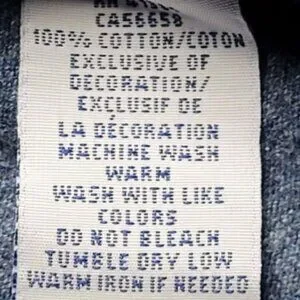 CA56658
100% COTTON/COTON
EXCLUSIVE OF
DECORATION/
EXCLUSIF DE
LA DÉCORATION
MACHINE WASH
WARM
WASH WITH LIKE
COLORS
DO NOT BLEACH
TUMBLE DRY LOW
WARM IRON IF NEEDED